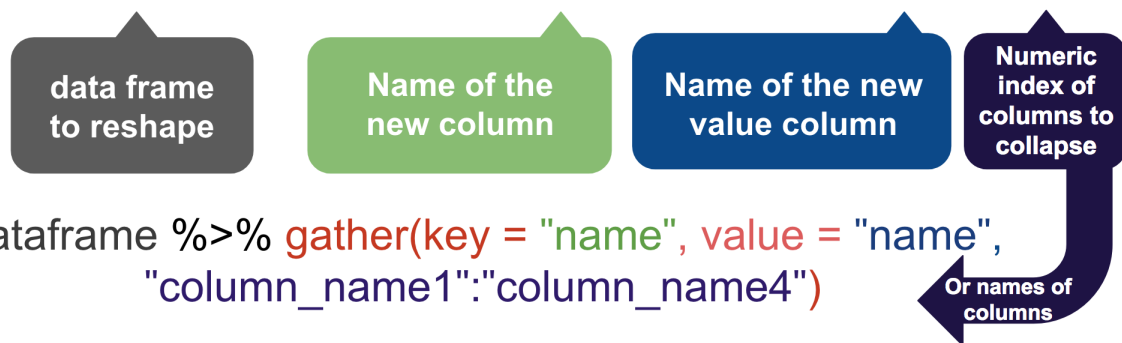 data frame
to reshape
Name of the
new column
Name of the new
value column
Numeric
index of
columns to
collapse
ataframe %>% gather(key = "name", value = "name",
"column_name1":"column_name4")
Or names of
columns